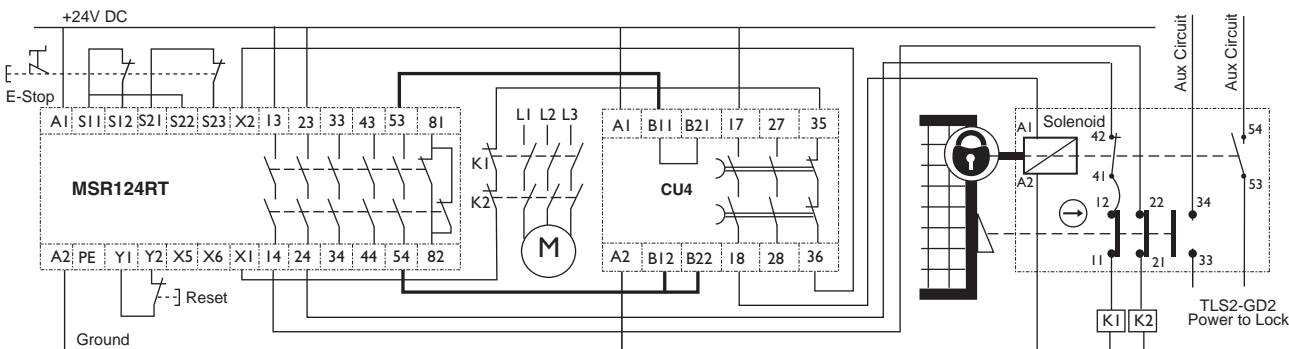 +24V DC
E-Stop
A1 S11 S12 S21 S22 S23 X2 13 23 33 43 53 81
MSR124RT
A2 PE Y1 Y2 X5 X6 X1 14 24 34 44 54 82
Reset
Ground
L1 L2 L3
K1
K2
M
A1 B11 B21 17 27 35
CU4
A2 B12 B22 18 28 36
Aux Circuit
Aux Circuit
A1 Solenoid
A2
42
41
54
53
12 22 34
11 21 33
K1 K2
TLS2-GD2
Power to Lock